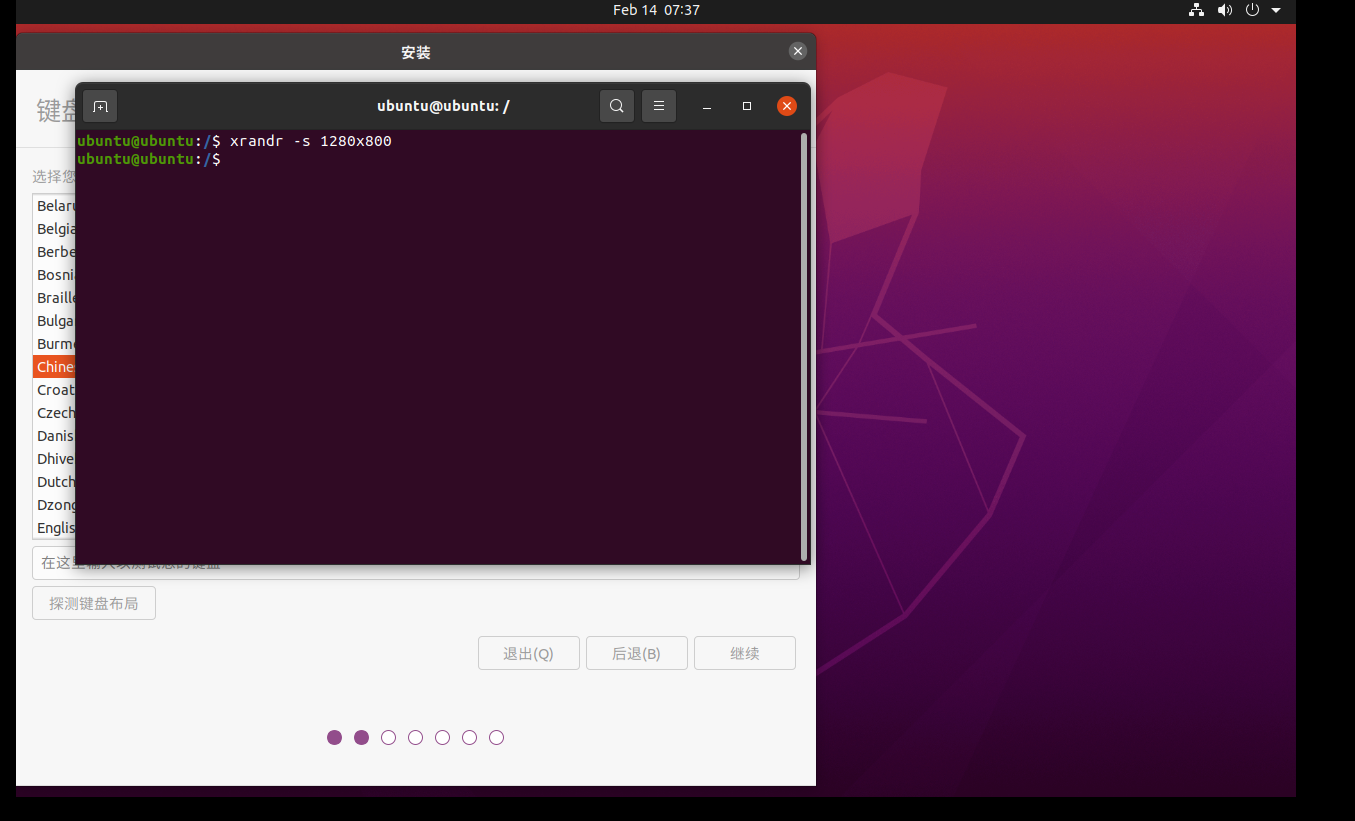 Feb 14 07:37
安装
键盘
ubuntu@ubuntu: /
ubuntu@ubuntu:/$ xrandr -s 1280x800
ubuntu@ubuntu:/$
选择您
Belaru
Belgia
Berbe
Bosni
Braille
Bulga
Burme
Chine
Croat
Czech
Danis
Dhive
Dutch
Dzong
Englis
在这里输入以测试您的键盘
探测键盘布局
退出(Q)
后退(B)
继续